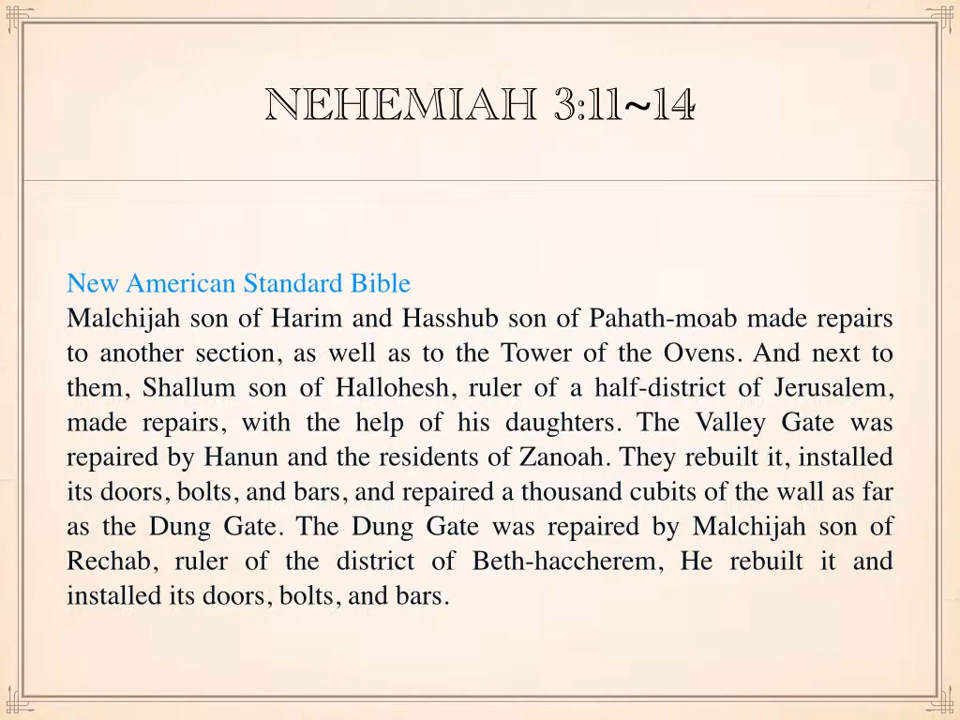 NEHEMIAH 3:11~14
New American Standard Bible
Malchijah son of Harim and Hasshub son of Pahath-moab made repairs
to another section, as well as to the Tower of the Ovens. And next to
them, Shallum son of Hallohesh, ruler of a half-district of Jerusalem,
made repairs, with the help of his daughters. The Valley Gate was
repaired by Hanun and the residents of Zanoah. They rebuilt it, installed
its doors, bolts, and bars, and repaired a thousand cubits of the wall as far
as the Dung Gate. The Dung Gate was repaired by Malchijah son of
Rechab, ruler of the district of Beth-haccherem, He rebuilt it and
installed its doors, bolts, and bars.